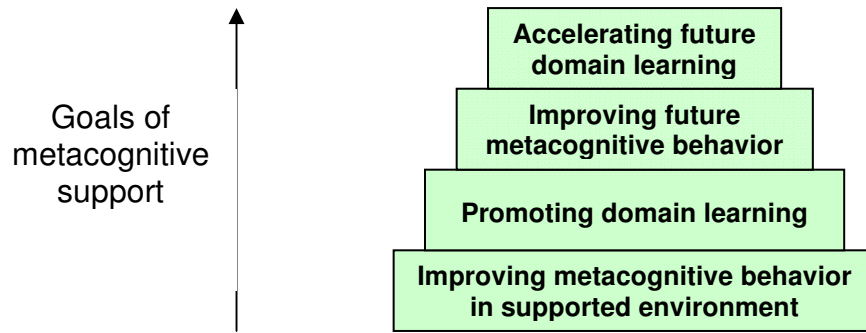 Goals of
metacognitive
support
Accelerating future
domain learning
Improving future
metacognitive behavior
Promoting domain learning
Improving metacognitive behavior
in supported environment